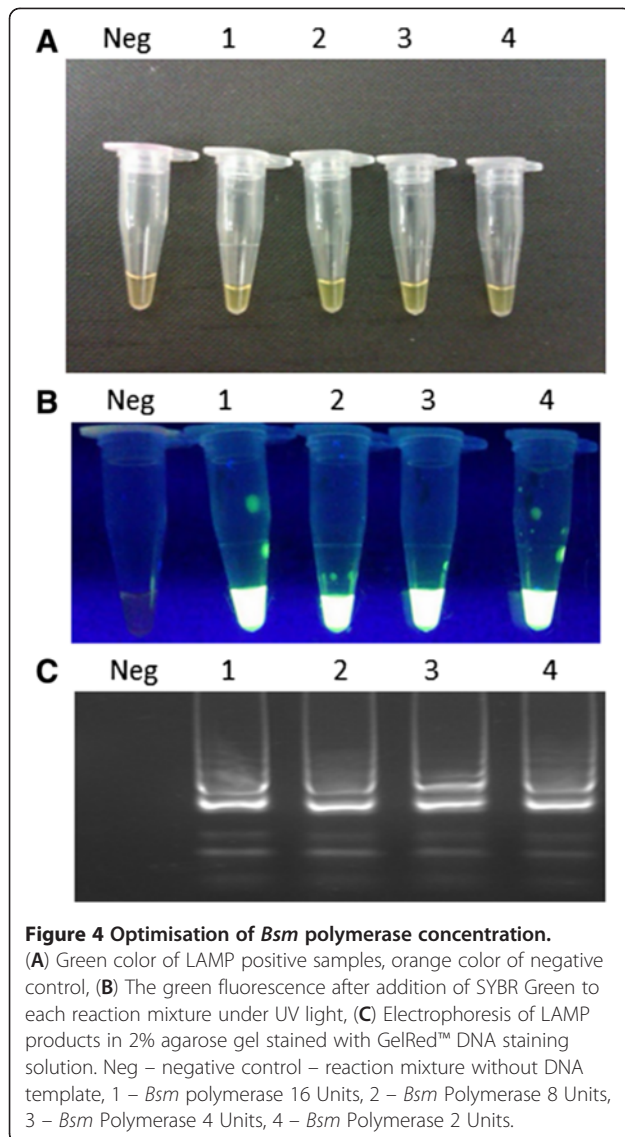 A Neg 1 2 3 4
B Neg 1 2 3 4
C Neg 1 2 3 4
Figure 4 Optimisation of Bsm polymerase concentration.
(A) Green color of LAMP positive samples, orange color of negative
control, (B) The green fluorescence after addition of SYBR Green to
each reaction mixture under UV light, (C) Electrophoresis of LAMP
products in 2% agarose gel stained with GelRed™ DNA staining
solution. Neg – negative control – reaction mixture without DNA
template, 1 – Bsm polymerase 16 Units, 2 – Bsm Polymerase 8 Units,
3 – Bsm Polymerase 4 Units, 4 – Bsm Polymerase 2 Units.